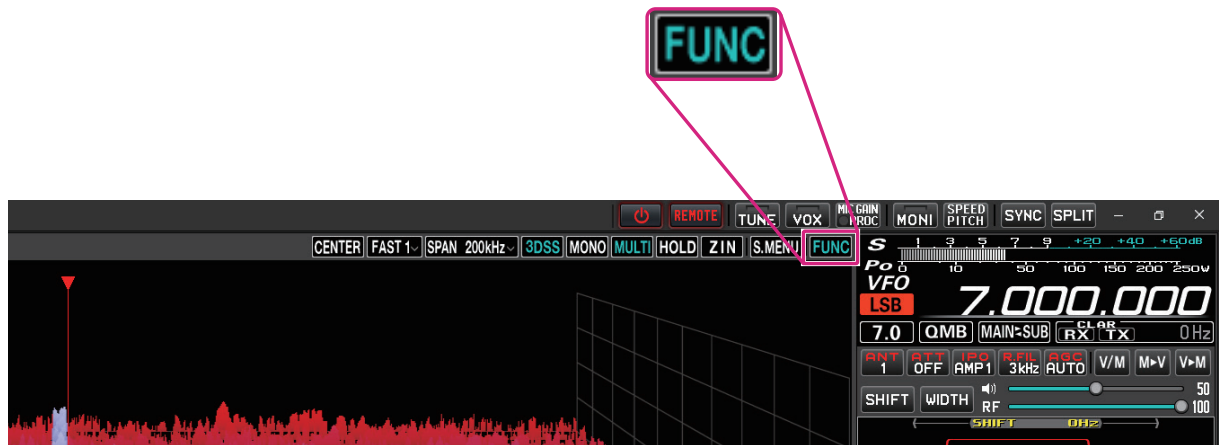 FUNC
REMOTE TUNE VOX MIC GAIN MONI SPEED SYNC SPLIT
PROC PITCH
CENTER FAST 1 SPAN 200kHz 3DSS MONO MULTI HOLD ZIN S.MENU FUNC
S 1 3 5 7 9 +20 +40 +60dB
Po 0 10 50 100 150 200 250W
VFO
LSB 7.000.000
7.0 QMB MAIN SUB CLAR RX TX 0Hz
ANT ATT IPO R.FIL AGC
1 OFF AMP1 3kHz AUTO V/M M►V V►M
50
SHIFT WIDTH RF 100
SHIFT 0Hz